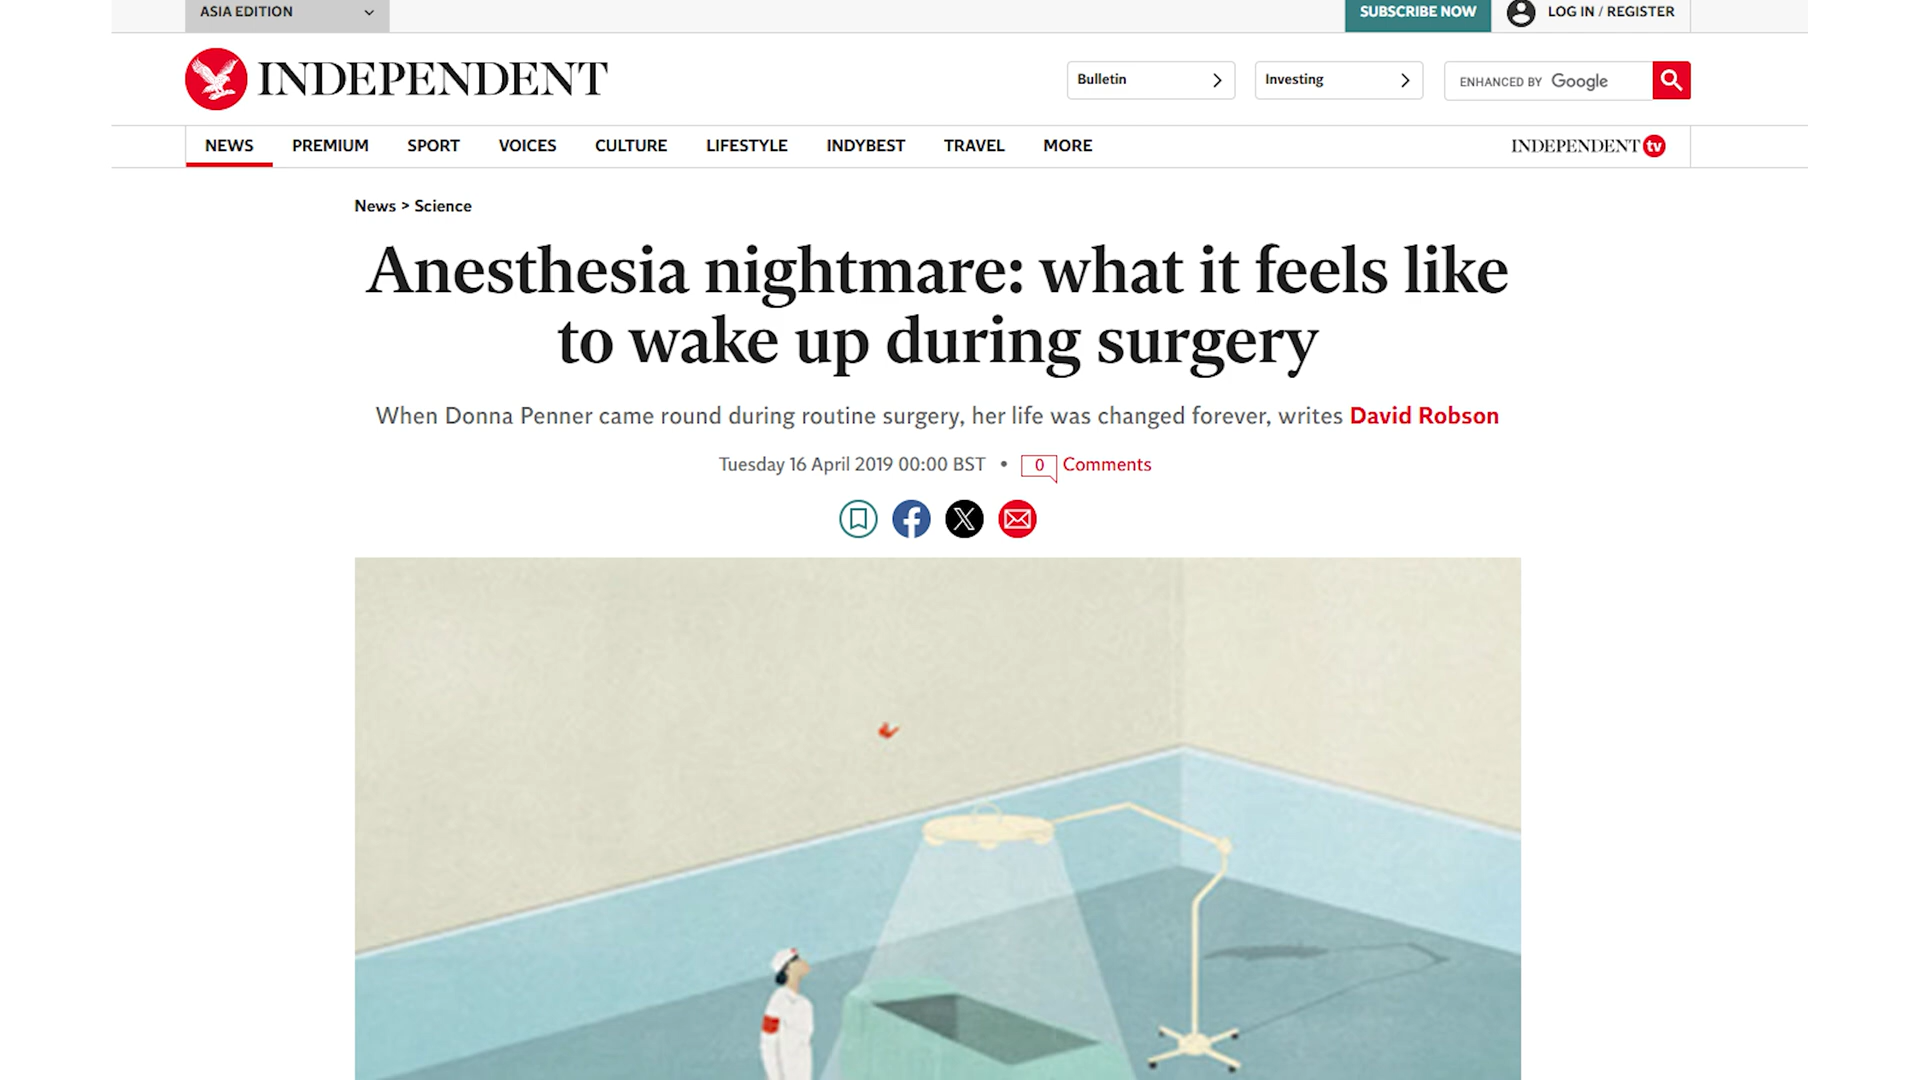 ASIA EDITION
SUBSCRIBE NOW
LOG IN / REGISTER
INDEPENDENT
Bulletin
Investing
ENHANCED BY Google
NEWS PREMIUM SPORT VOICES CULTURE LIFESTYLE INDYBEST TRAVEL MORE
INDEPENDENT tv
News > Science
Anesthesia nightmare: what it feels like
to wake up during surgery
When Donna Penner came round during routine surgery, her life was changed forever, writes David Robson
Tuesday 16 April 2019 00:00 BST • 0 Comments